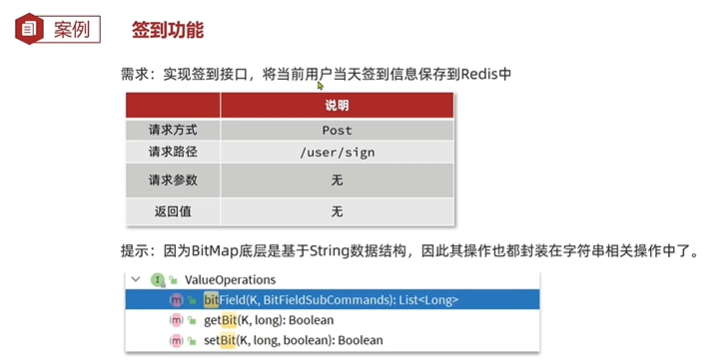 案例 签到功能
需求：实现签到接口，将当前用户当天签到信息保存到Redis中
说明
请求方式 Post
请求路径 /user/sign
请求参数 无
返回值 无
提示：因为BitMap底层是基于String数据结构，因此其操作也都封装在字符串相关操作中了。
I ValueOperations
m bitField(K, BitFieldSubCommands): List<Long>
m getBit(K, long): Boolean
m setBit(K, long, boolean): Boolean